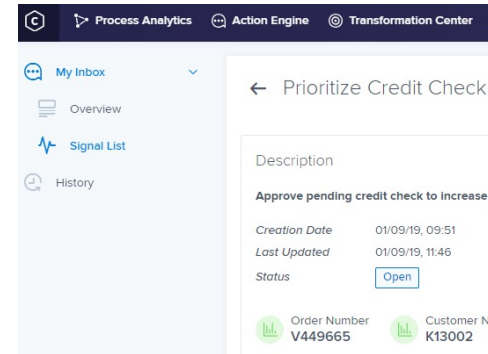 Process Analytics Action Engine Transformation Center
My Inbox
Overview
Signal List
History
← Prioritize Credit Check
Description
Approve pending credit check to increase
Creation Date 01/09/19, 09:51
Last Updated 01/09/19, 11:46
Status Open
Order Number Customer N
V449665 K13002